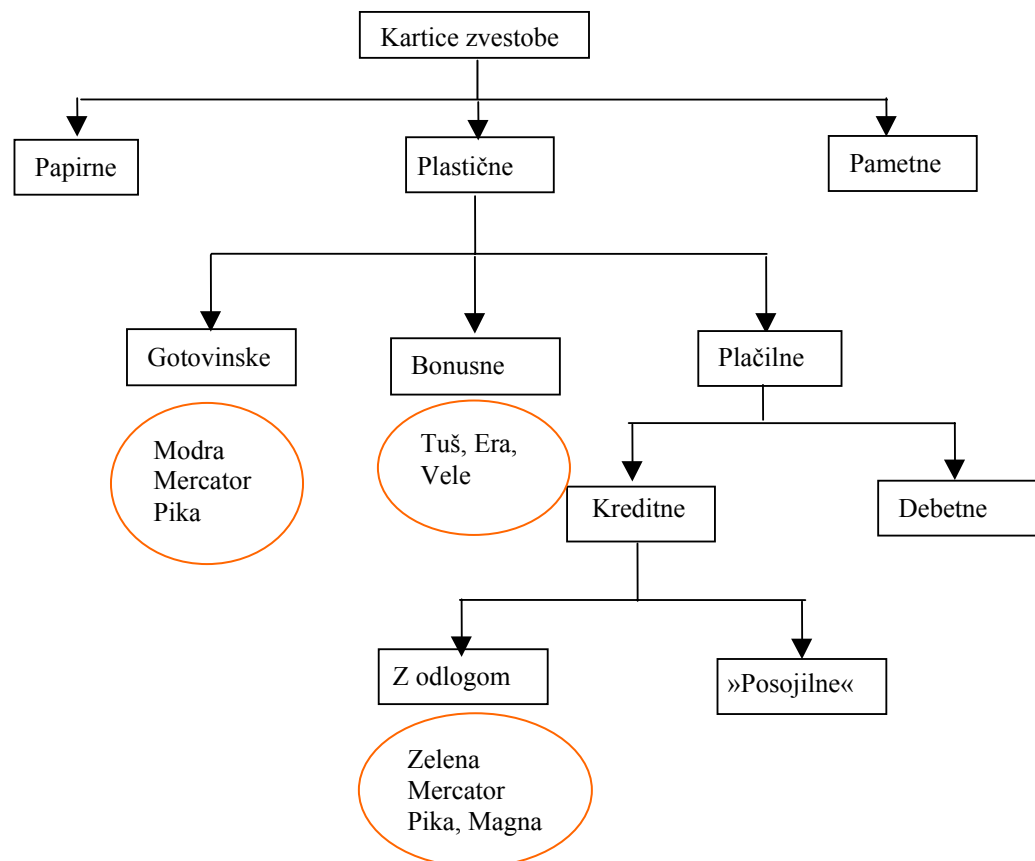 Kartice zvestobe
Papirne
Plastične
Pametne
Gotovinske
Bonusne
Plačilne
Modra
Mercator
Pika
Tuš, Era,
Vele
Kreditne
Debetne
Z odlogom
»Posojilne«
Zelena
Mercator
Pika, Magna